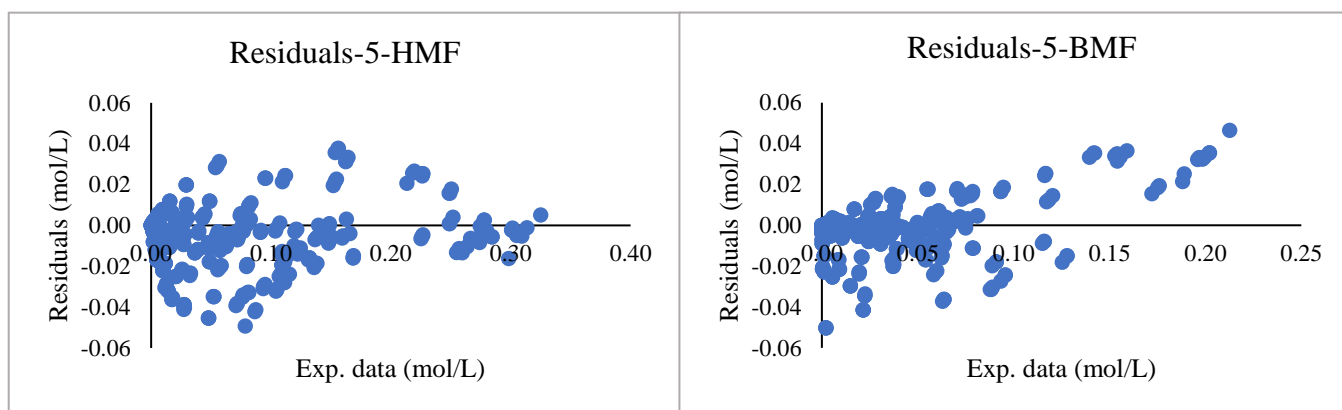 Residuals-5-HMF
0.06
0.04
0.02
0.00
-0.02
-0.04
-0.06
0.00 0.10 0.20 0.30 0.40
Residuals (mol/L)
Exp. data (mol/L)
Residuals-5-BMF
0.06
0.04
0.02
0.00
-0.02
-0.04
-0.06
0.00 0.05 0.10 0.15 0.20 0.25
Residuals (mol/L)
Exp. data (mol/L)